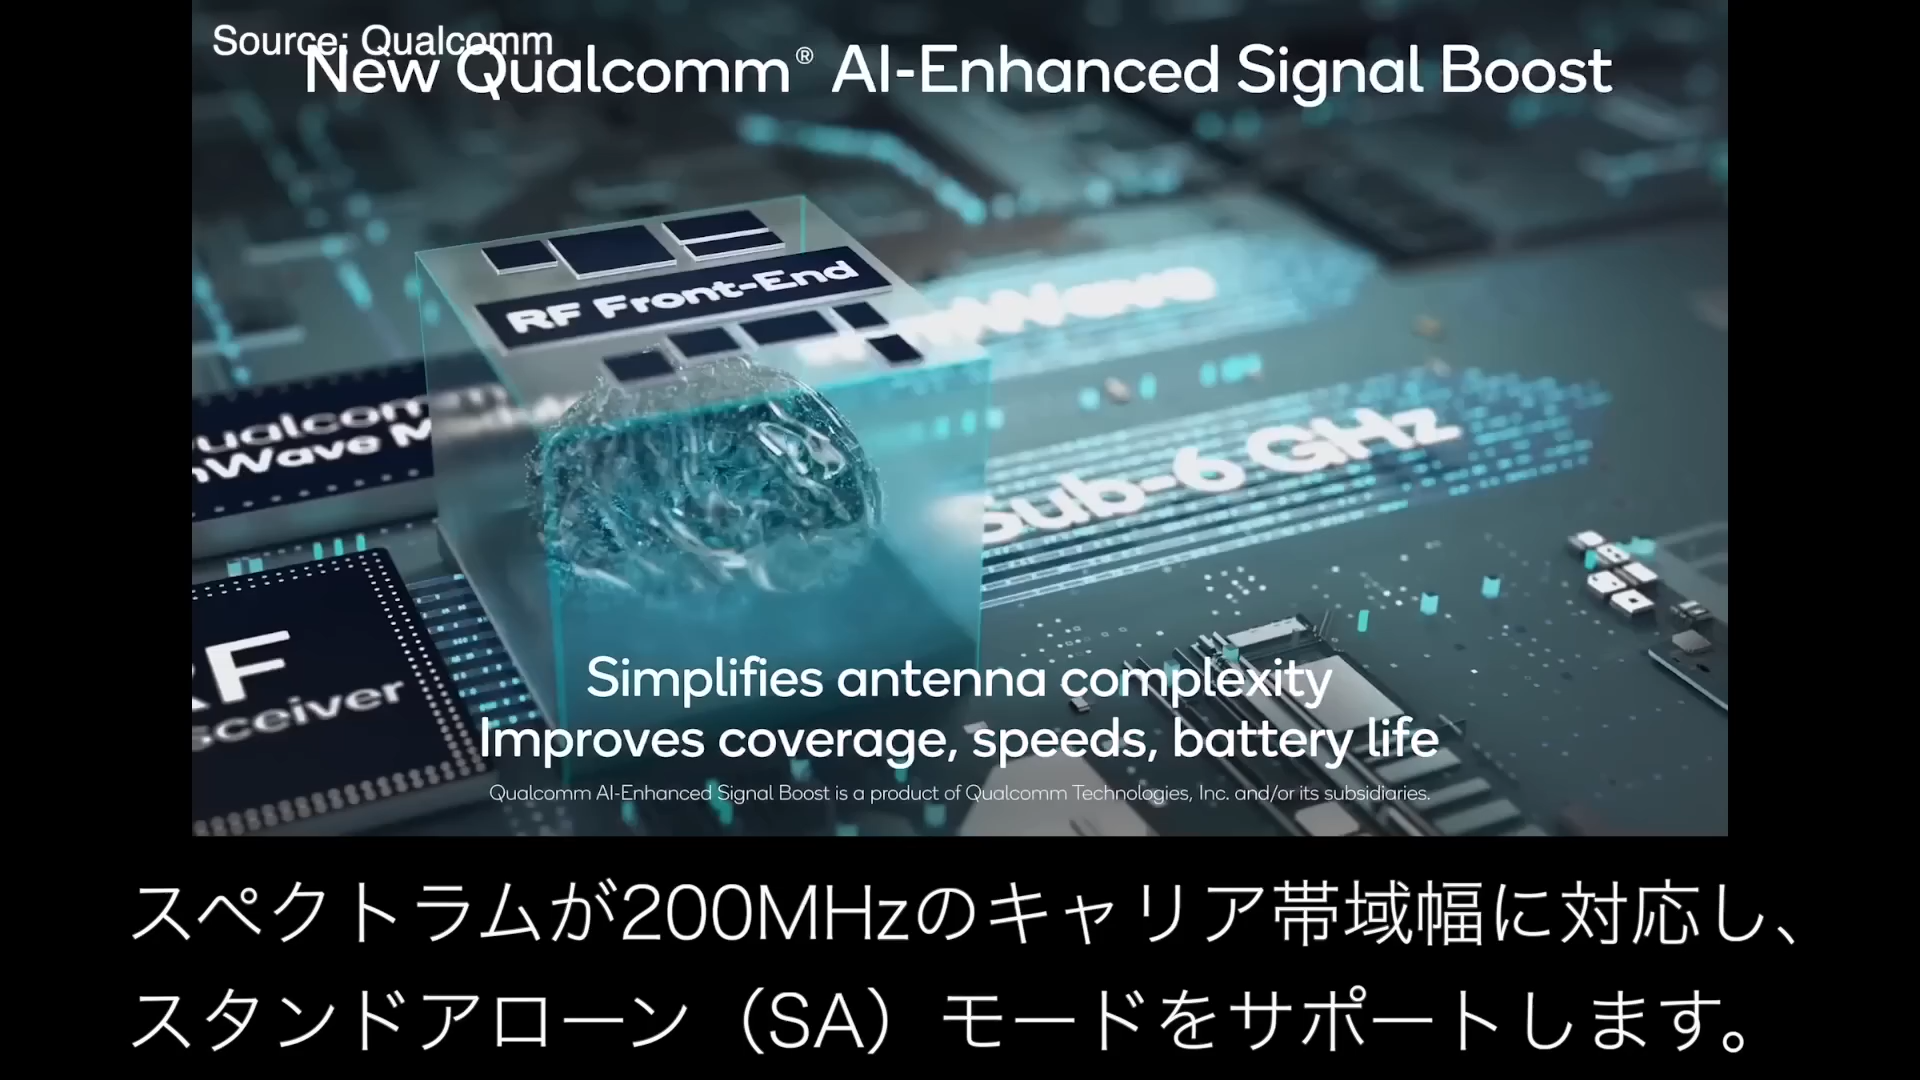 Source: Qualcomm
New Qualcomm® AI-Enhanced Signal Boost
RF Front-End
mmWave
Qualcomm
mmWave
Sub-6 GHz
RF
Simplifies antenna complexity
Improves coverage, speeds, battery life
Qualcomm AI-Enhanced Signal Boost is a product of Qualcomm Technologies, Inc. and/or its subsidiaries.
スペクトラムが200MHzのキャリア帯域幅に対応し、
スタンドアローン（SA）モードをサポートします。